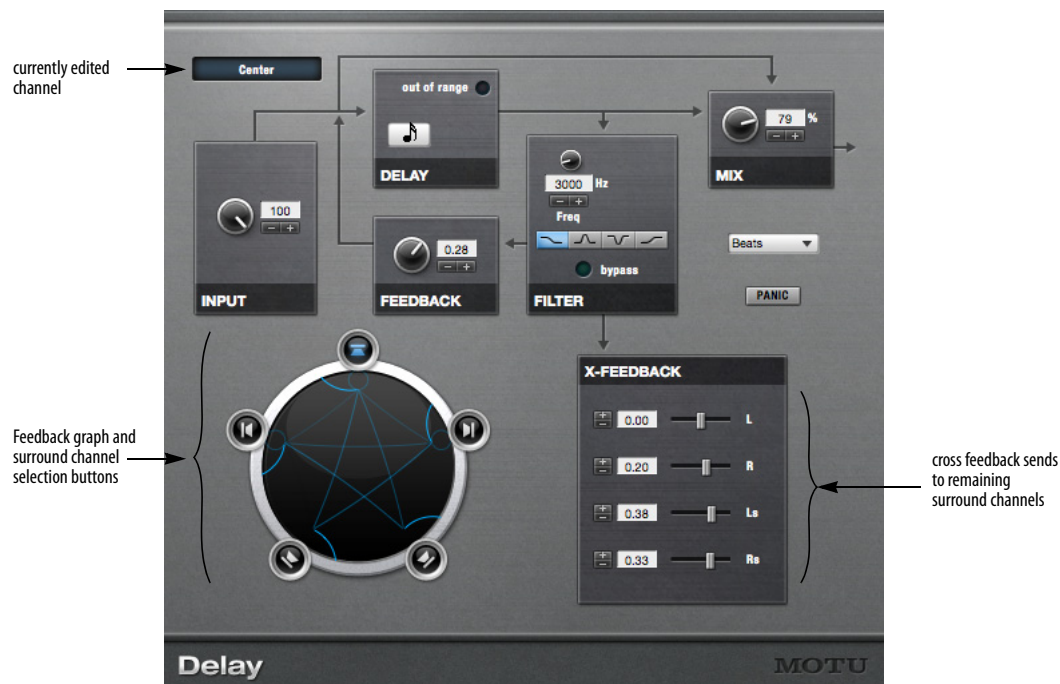 currently edited
channel
Center
out of range
DELAY
79 %
- +
MIX
100
- +
INPUT
0.28
- +
FEEDBACK
3000 Hz
- +
Freq
bypass
FILTER
Beats
PANIC
Feedback graph and
surround channel
selection buttons
X-FEEDBACK
+ - 0.00 L
+ - 0.20 R
+ - 0.38 Ls
+ - 0.33 Rs
cross feedback sends
to remaining
surround channels
Delay
MOTU